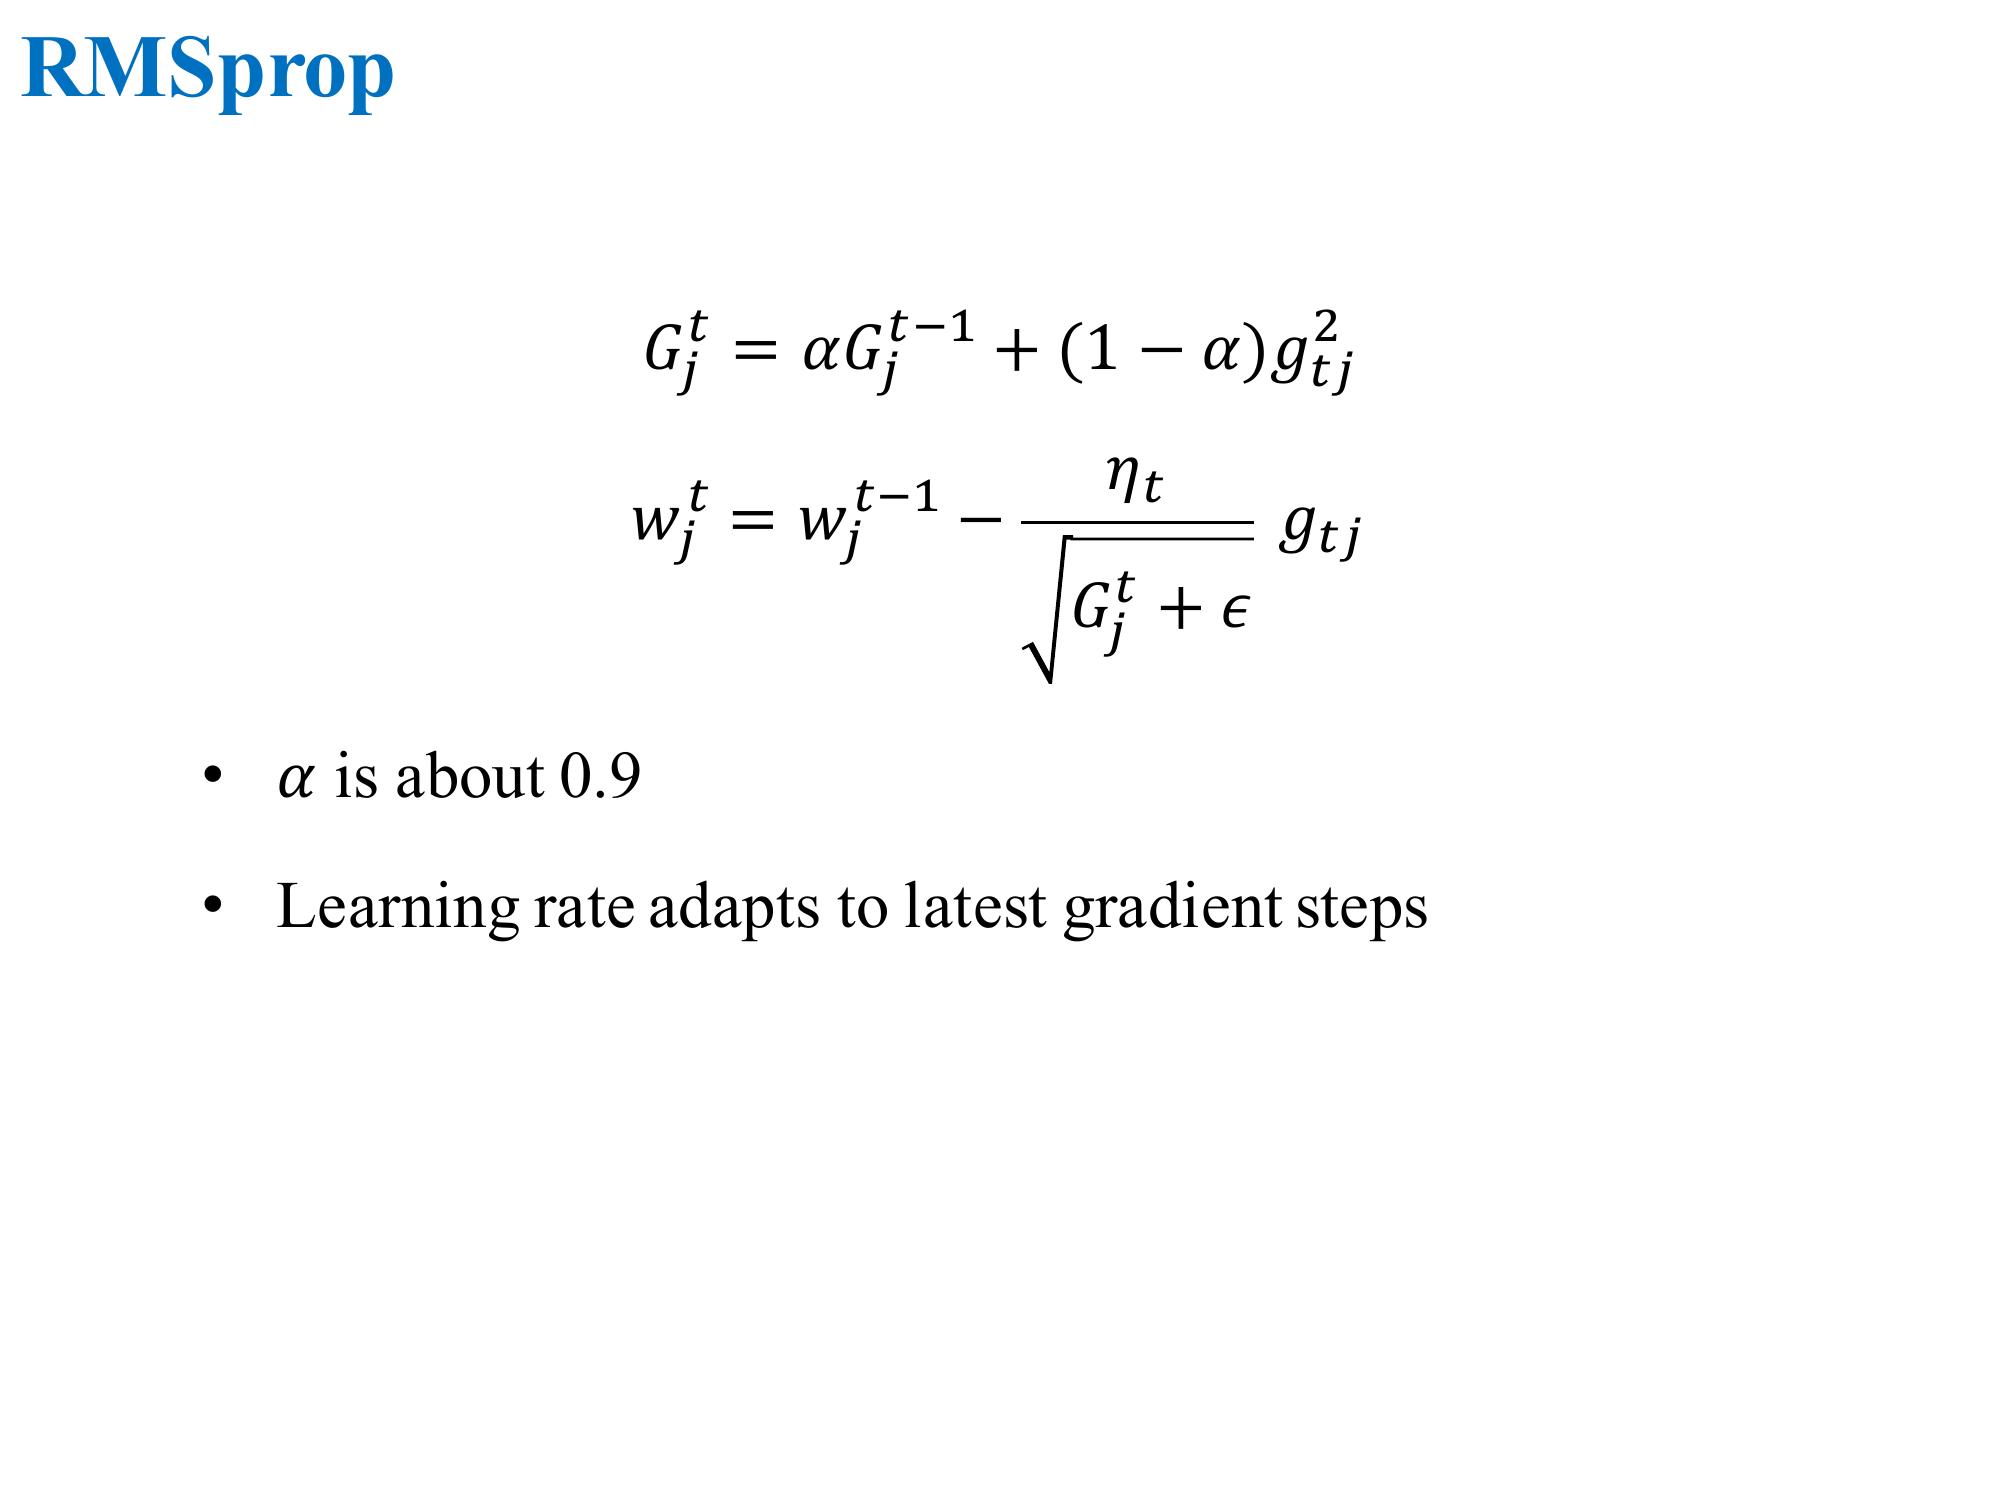 RMSprop
$G_j^t = \alpha G_j^{t-1} + (1 - \alpha) g_{tj}^2$
$w_j^t = w_j^{t-1} - \frac{\eta_t}{\sqrt{G_j^t + \epsilon}} \, g_{tj}$
• $\alpha$ is about 0.9
• Learning rate adapts to latest gradient steps